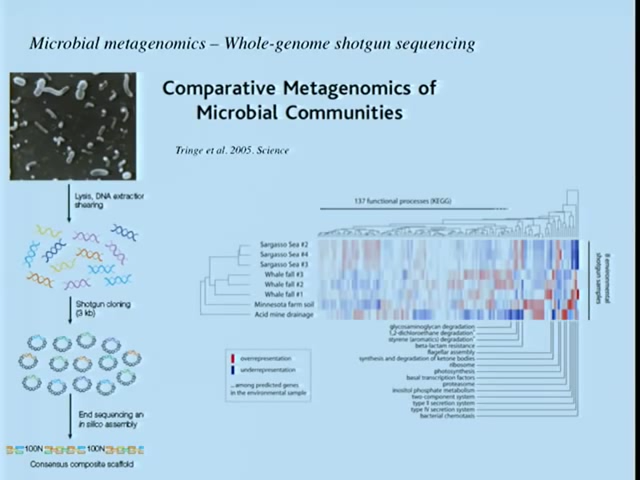 Microbial metagenomics – Whole-genome shotgun sequencing
Comparative Metagenomics of
Microbial Communities
Tringe et al. 2005. Science
Lysis, DNA extraction
shearing
Shotgun cloning
(3 kb)
End sequencing an
in silico assembly
100N 100N
Consensus composite scaffold
137 functional processes (KEGG)
Sargasso Sea #2
Sargasso Sea #4
Sargasso Sea #3
Whale fall #3
Whale fall #2
Whale fall #1
Minnesota farm soil
Acid mine drainage
8 environmental
shotgun samples
overrepresentation
underrepresentation
...among predicted genes
in the environmental sample
glycosaminoglycan degradation
1,2-dichloroethane degradation
styrene (aromatics) degradation
beta-lactam resistance
flagellar assembly
synthesis and degradation of ketone bodies
ribosome
photosynthesis
basal transcription factors
proteasome
inositol phosphate metabolism
two-component system
type II secretion system
type IV secretion system
bacterial chemotaxis